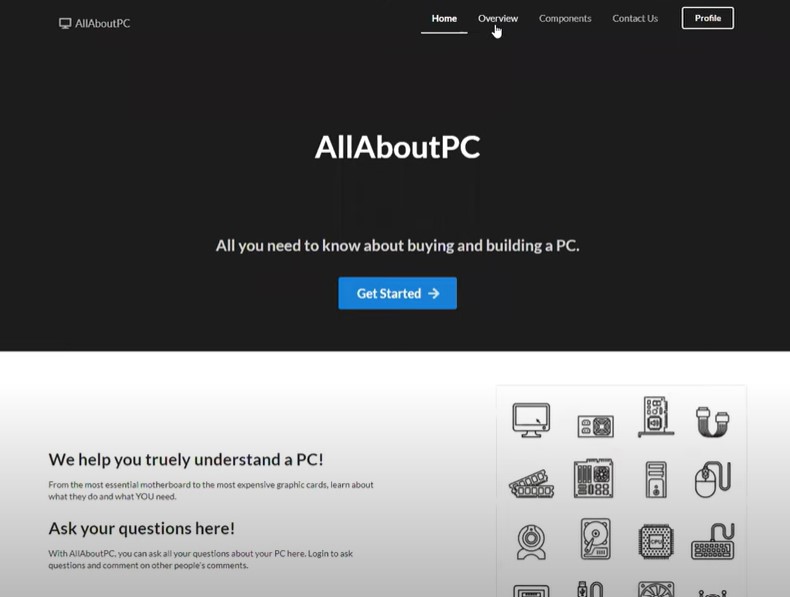 AllAboutPC
Home Overview Components Contact Us Profile
AllAboutPC
All you need to know about buying and building a PC.
Get Started
We help you truely understand a PC!
From the most essential motherboard to the most expensive graphic cards, learn about
what they do and what YOU need.
Ask your questions here!
With AllAboutPC, you can ask all your questions about your PC here. Login to ask
questions and comment on other people's comments.
CPU